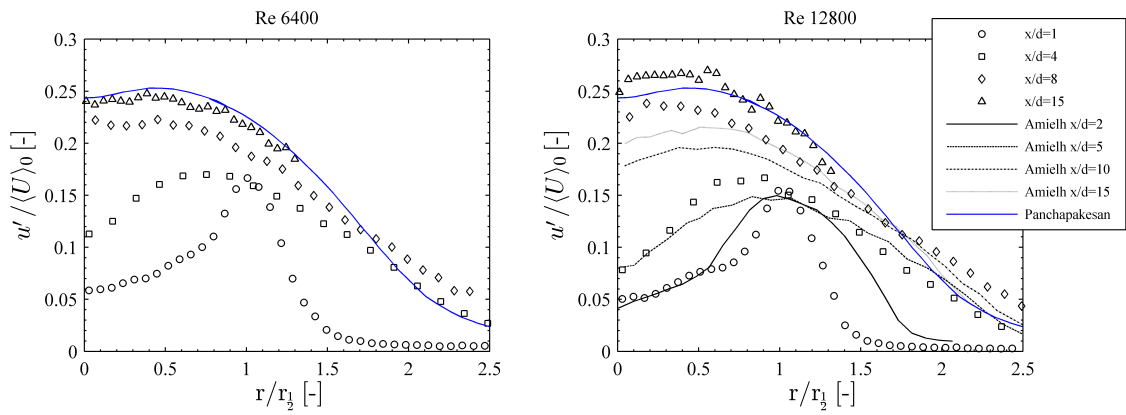 Re 6400
0.3
0.25
0.2
0.15
0.1
0.05
0
u′/⟨U⟩0 [-]
0 0.5 1 1.5 2 2.5
r/r1/2 [-]
Re 12800
0.3
0.25
0.2
0.15
0.1
0.05
0
u′/⟨U⟩0 [-]
0 0.5 1 1.5 2 2.5
r/r1/2 [-]
x/d=1
x/d=4
x/d=8
x/d=15
Amielh x/d=2
Amielh x/d=5
Amielh x/d=10
Amielh x/d=15
Panchapakesan